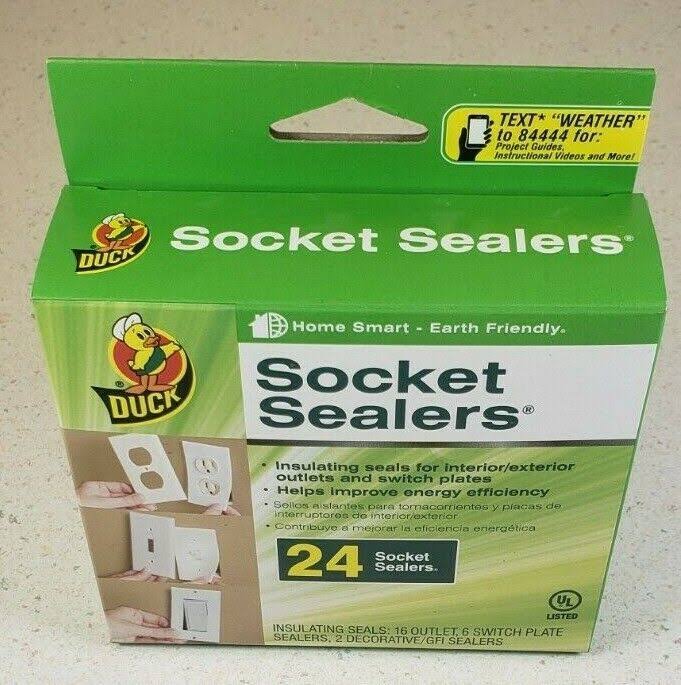 TEXT* "WEATHER"
to 84444 for:
Project Guides,
Instructional Videos and More!
DUCK
Socket Sealers®
Home Smart - Earth Friendly®
DUCK®
Socket
Sealers®
• Insulating seals for interior/exterior
outlets and switch plates
• Helps improve energy efficiency
• Sellos aislantes para tomacorrientes y placas de
interruptores de interior/exterior
• Contribuye a mejorar la eficiencia energética
24 Socket
Sealers®
UL
LISTED
INSULATING SEALS: 16 OUTLET, 6 SWITCH PLATE
SEALERS, 2 DECORATIVE/GFI SEALERS